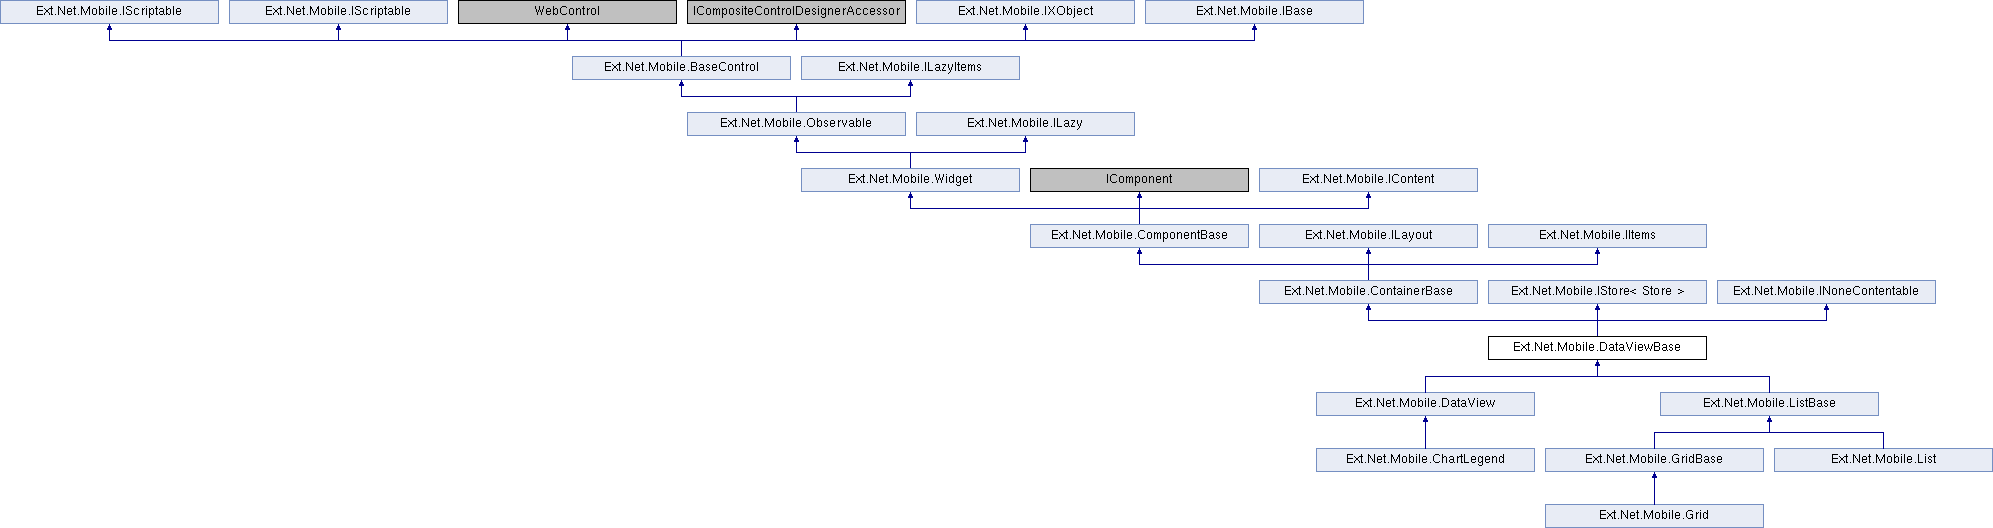 Ext.Net.Mobile.IScriptable
Ext.Net.Mobile.IScriptable
WebControl
ICompositeControlDesignerAccessor
Ext.Net.Mobile.IXObject
Ext.Net.Mobile.IBase
Ext.Net.Mobile.BaseControl
Ext.Net.Mobile.ILazyItems
Ext.Net.Mobile.Observable
Ext.Net.Mobile.ILazy
Ext.Net.Mobile.Widget
IComponent
Ext.Net.Mobile.IContent
Ext.Net.Mobile.ComponentBase
Ext.Net.Mobile.ILayout
Ext.Net.Mobile.IItems
Ext.Net.Mobile.ContainerBase
Ext.Net.Mobile.IStore< Store >
Ext.Net.Mobile.INoneContentable
Ext.Net.Mobile.DataViewBase
Ext.Net.Mobile.DataView
Ext.Net.Mobile.ListBase
Ext.Net.Mobile.ChartLegend
Ext.Net.Mobile.GridBase
Ext.Net.Mobile.List
Ext.Net.Mobile.Grid